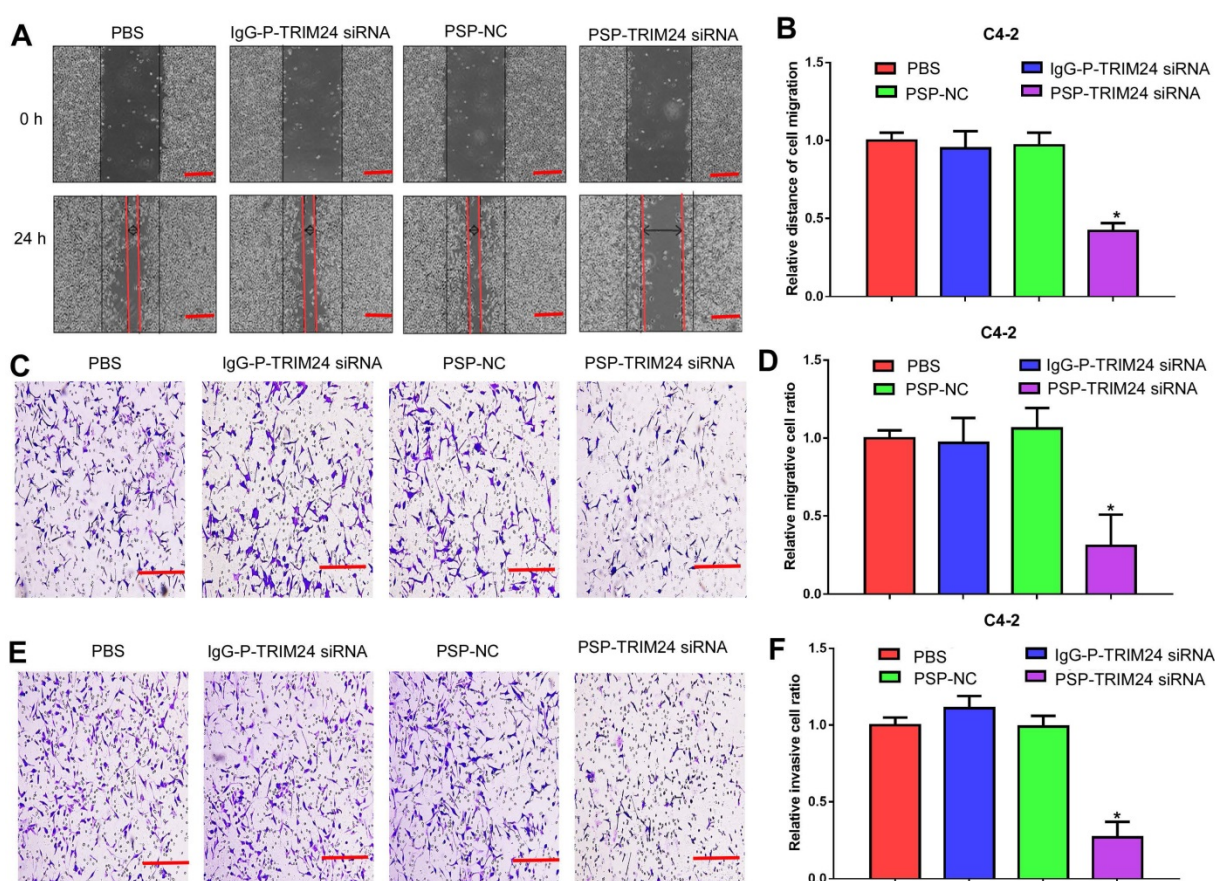 A
PBS
IgG-P-TRIM24 siRNA
PSP-NC
PSP-TRIM24 siRNA
0 h
24 h
B
C4-2
PBS
IgG-P-TRIM24 siRNA
PSP-NC
PSP-TRIM24 siRNA
Relative distance of cell migration
1.5
1.0
0.5
0.0
*
C
PBS
IgG-P-TRIM24 siRNA
PSP-NC
PSP-TRIM24 siRNA
D
C4-2
PBS
IgG-P-TRIM24 siRNA
PSP-NC
PSP-TRIM24 siRNA
Relative migrative cell ratio
1.5
1.0
0.5
0.0
*
E
PBS
IgG-P-TRIM24 siRNA
PSP-NC
PSP-TRIM24 siRNA
F
C4-2
PBS
IgG-P-TRIM24 siRNA
PSP-NC
PSP-TRIM24 siRNA
Relative invasive cell ratio
1.5
1.0
0.5
0.0
*